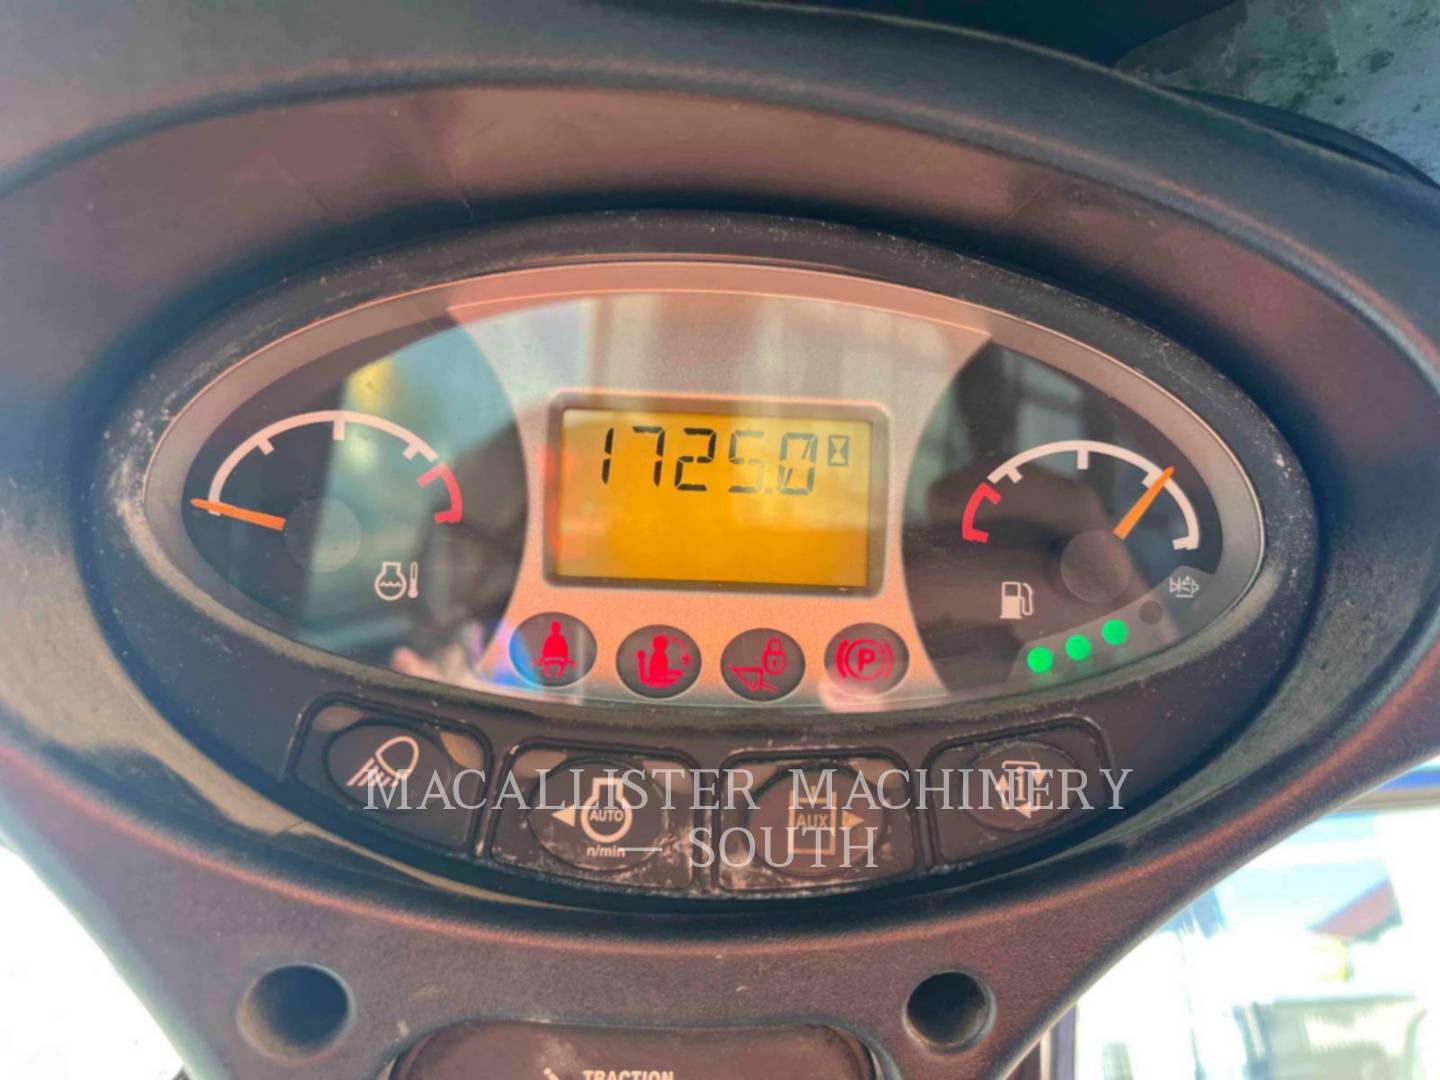 1725.0
P
AUTO
n/min
AUX
i
MACALLISTER MACHINERY
— SOUTH
TRACTION